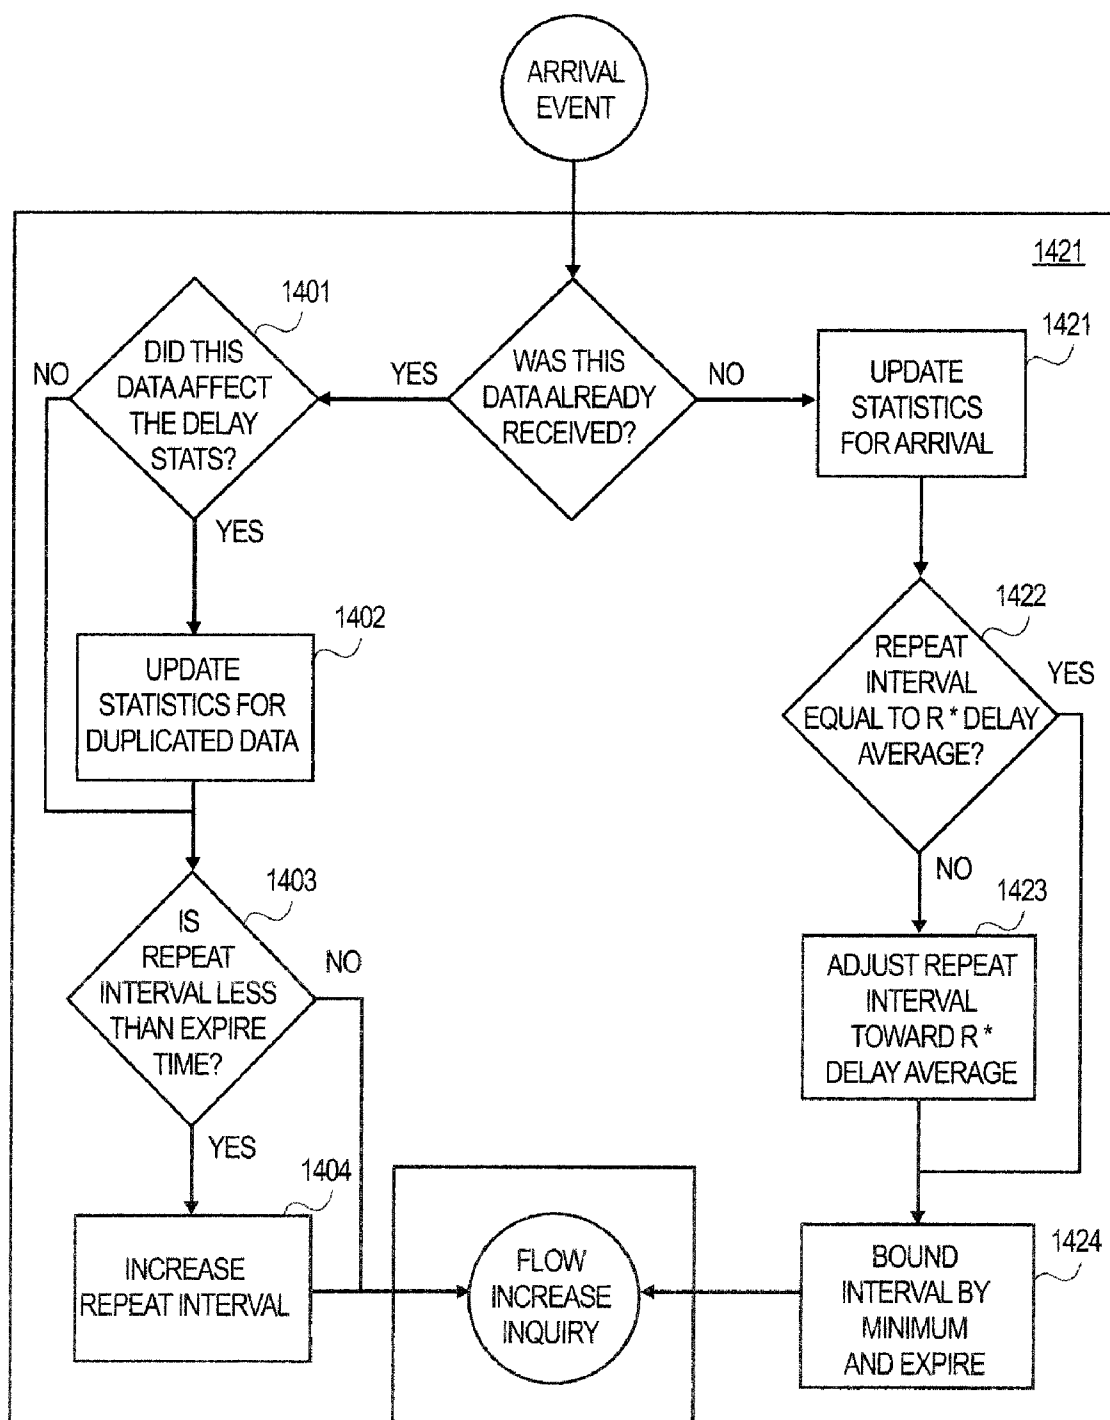 ARRIVAL
EVENT
1421
1401
DID THIS
DATA AFFECT
THE DELAY
STATS?
NO
YES
WAS THIS
DATA ALREADY
RECEIVED?
YES
NO
1421
UPDATE
STATISTICS
FOR ARRIVAL
1402
UPDATE
STATISTICS FOR
DUPLICATED DATA
1422
REPEAT
INTERVAL
EQUAL TO R * DELAY
AVERAGE?
YES
NO
1403
IS
REPEAT
INTERVAL LESS
THAN EXPIRE
TIME?
NO
YES
1423
ADJUST REPEAT
INTERVAL
TOWARD R *
DELAY AVERAGE
1404
INCREASE
REPEAT INTERVAL
FLOW
INCREASE
INQUIRY
1424
BOUND
INTERVAL BY
MINIMUM
AND EXPIRE